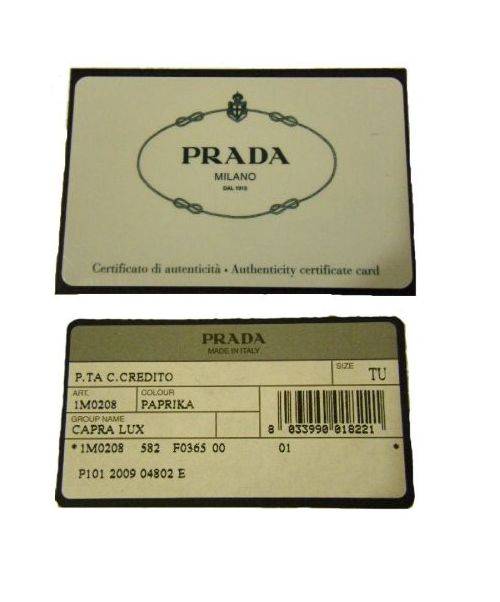 PRADA
MILANO
DAL 1913
Certificato di autenticità • Authenticity certificate card
PRADA
MADE IN ITALY
P.TA C.CREDITO
SIZE TU
ART. COLOUR
1M0208 PAPRIKA
GROUP NAME
CAPRA LUX
8 033990 018221
*1M0208 582 F0365 00 01 *
P101 2009 04802 E